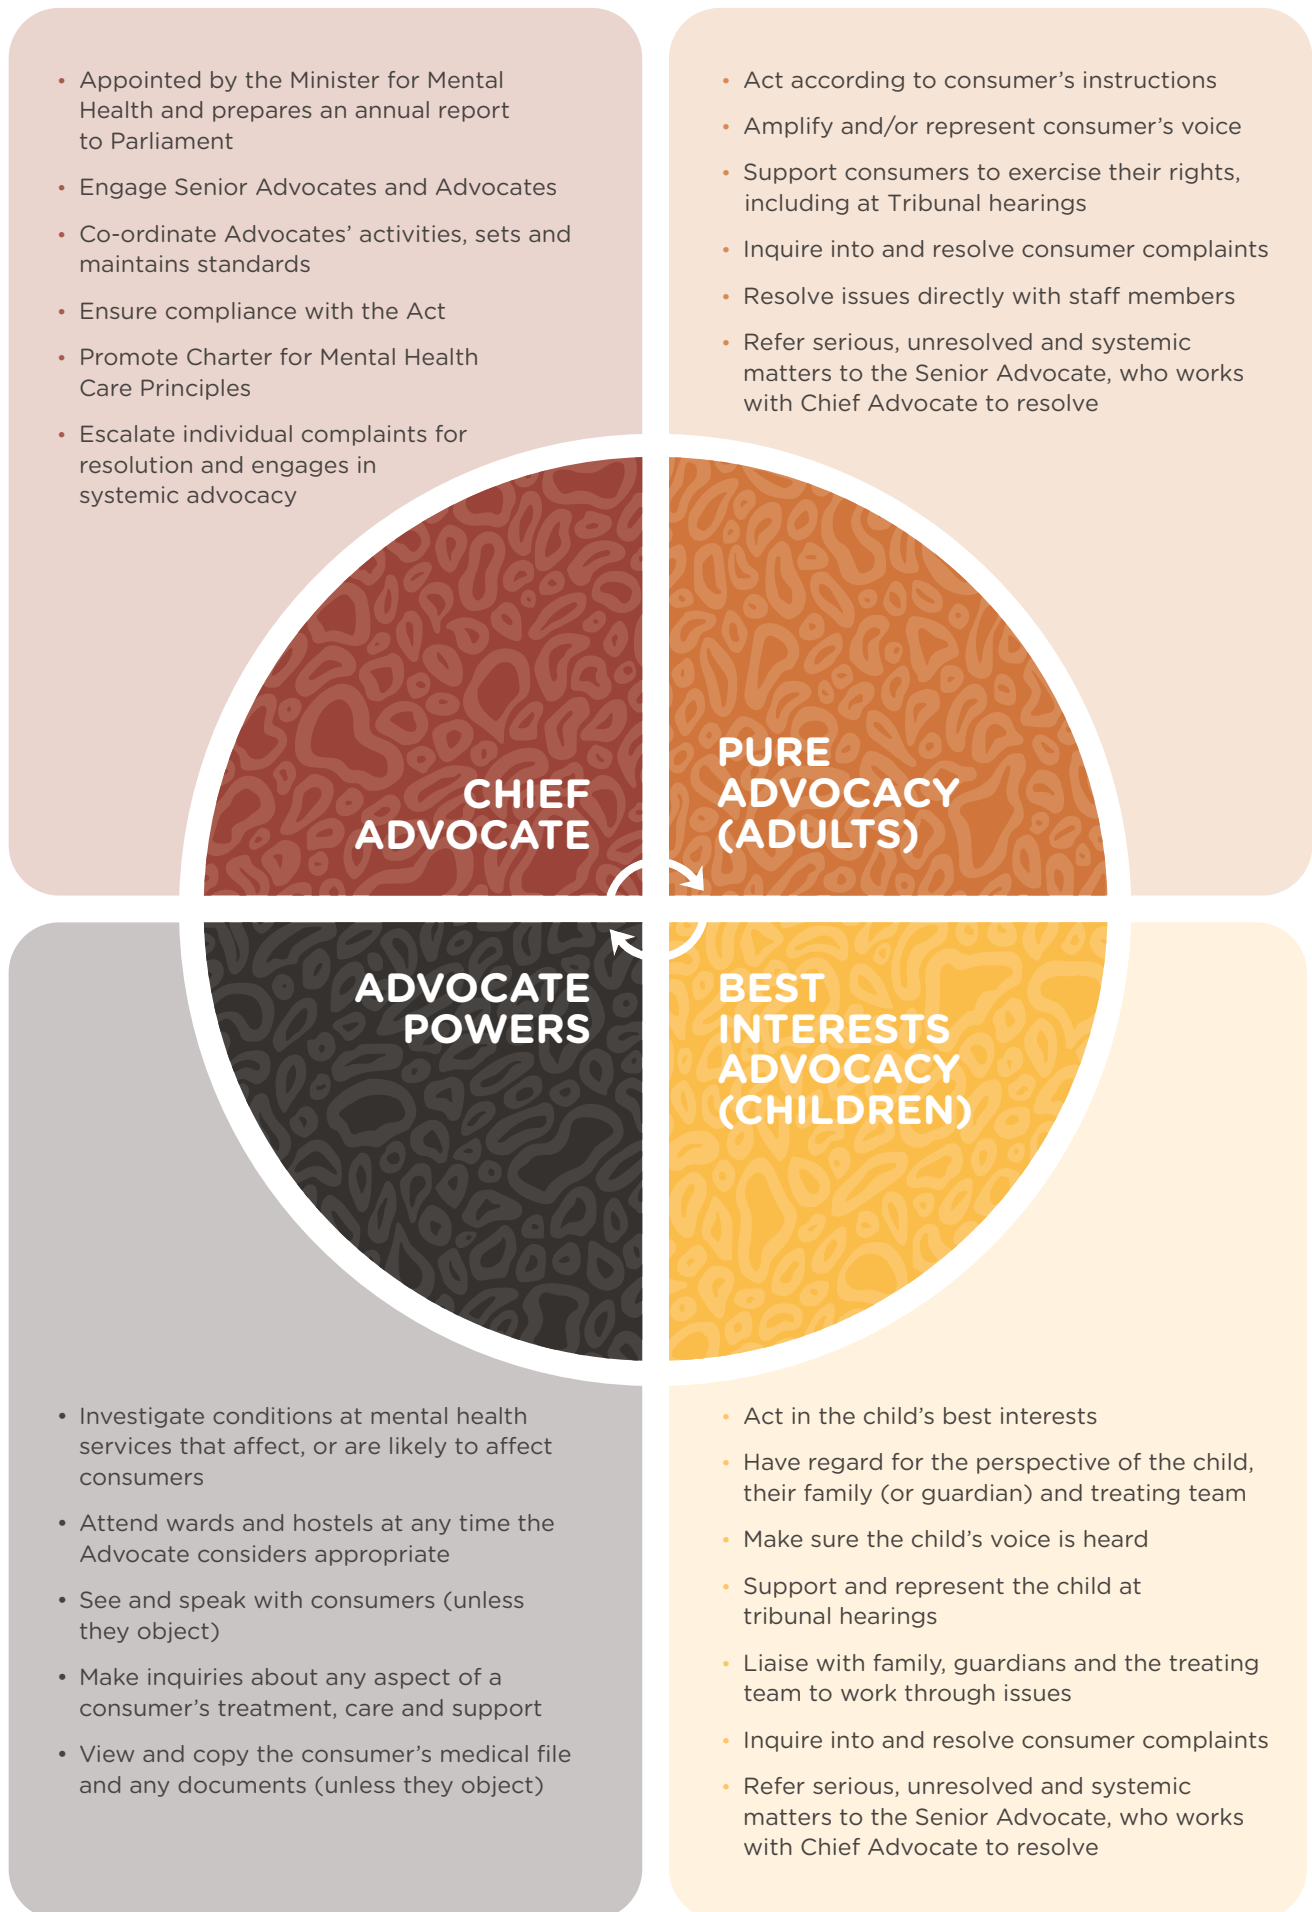 • Appointed by the Minister for Mental
Health and prepares an annual report
to Parliament
• Engage Senior Advocates and Advocates
• Co-ordinate Advocates’ activities, sets and
maintains standards
• Ensure compliance with the Act
• Promote Charter for Mental Health
Care Principles
• Escalate individual complaints for
resolution and engages in
systemic advocacy
CHIEF
ADVOCATE
• Act according to consumer’s instructions
• Amplify and/or represent consumer’s voice
• Support consumers to exercise their rights,
including at Tribunal hearings
• Inquire into and resolve consumer complaints
• Resolve issues directly with staff members
• Refer serious, unresolved and systemic
matters to the Senior Advocate, who works
with Chief Advocate to resolve
PURE
ADVOCACY
(ADULTS)
ADVOCATE
POWERS
• Investigate conditions at mental health
services that affect, or are likely to affect
consumers
• Attend wards and hostels at any time the
Advocate considers appropriate
• See and speak with consumers (unless
they object)
• Make inquiries about any aspect of a
consumer’s treatment, care and support
• View and copy the consumer’s medical file
and any documents (unless they object)
BEST
INTERESTS
ADVOCACY
(CHILDREN)
• Act in the child’s best interests
• Have regard for the perspective of the child,
their family (or guardian) and treating team
• Make sure the child’s voice is heard
• Support and represent the child at
tribunal hearings
• Liaise with family, guardians and the treating
team to work through issues
• Inquire into and resolve consumer complaints
• Refer serious, unresolved and systemic
matters to the Senior Advocate, who works
with Chief Advocate to resolve